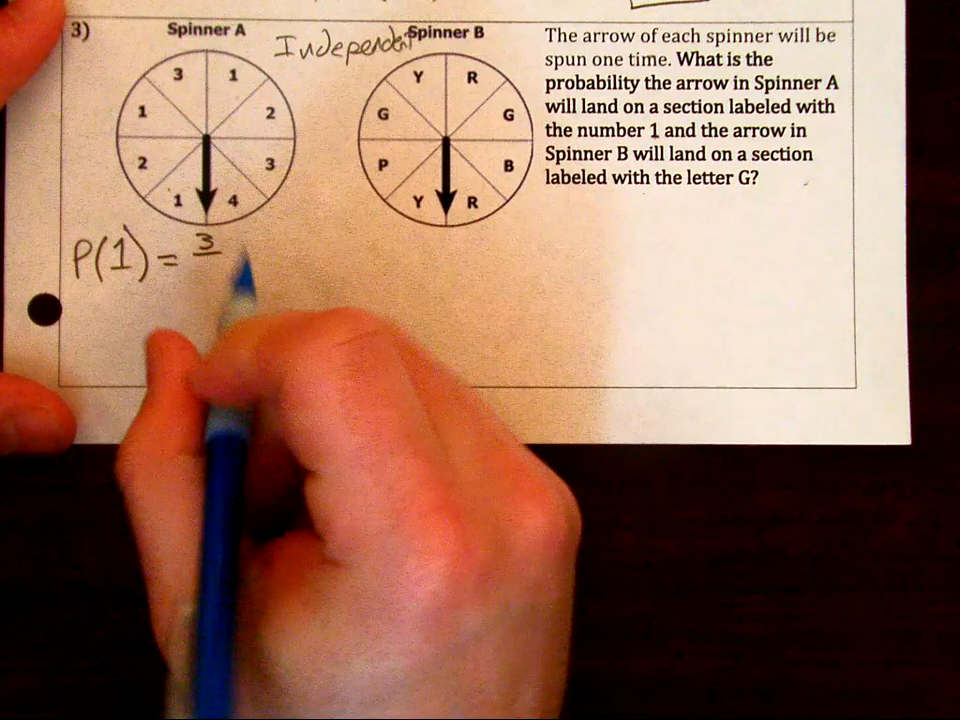 3)
Spinner A
Independent
Spinner B
3 1
1 2
2 3
1 4
Y R
G G
P B
Y R
The arrow of each spinner will be
spun one time. What is the
probability the arrow in Spinner A
will land on a section labeled with
the number 1 and the arrow in
Spinner B will land on a section
labeled with the letter G?
P(1) = 3